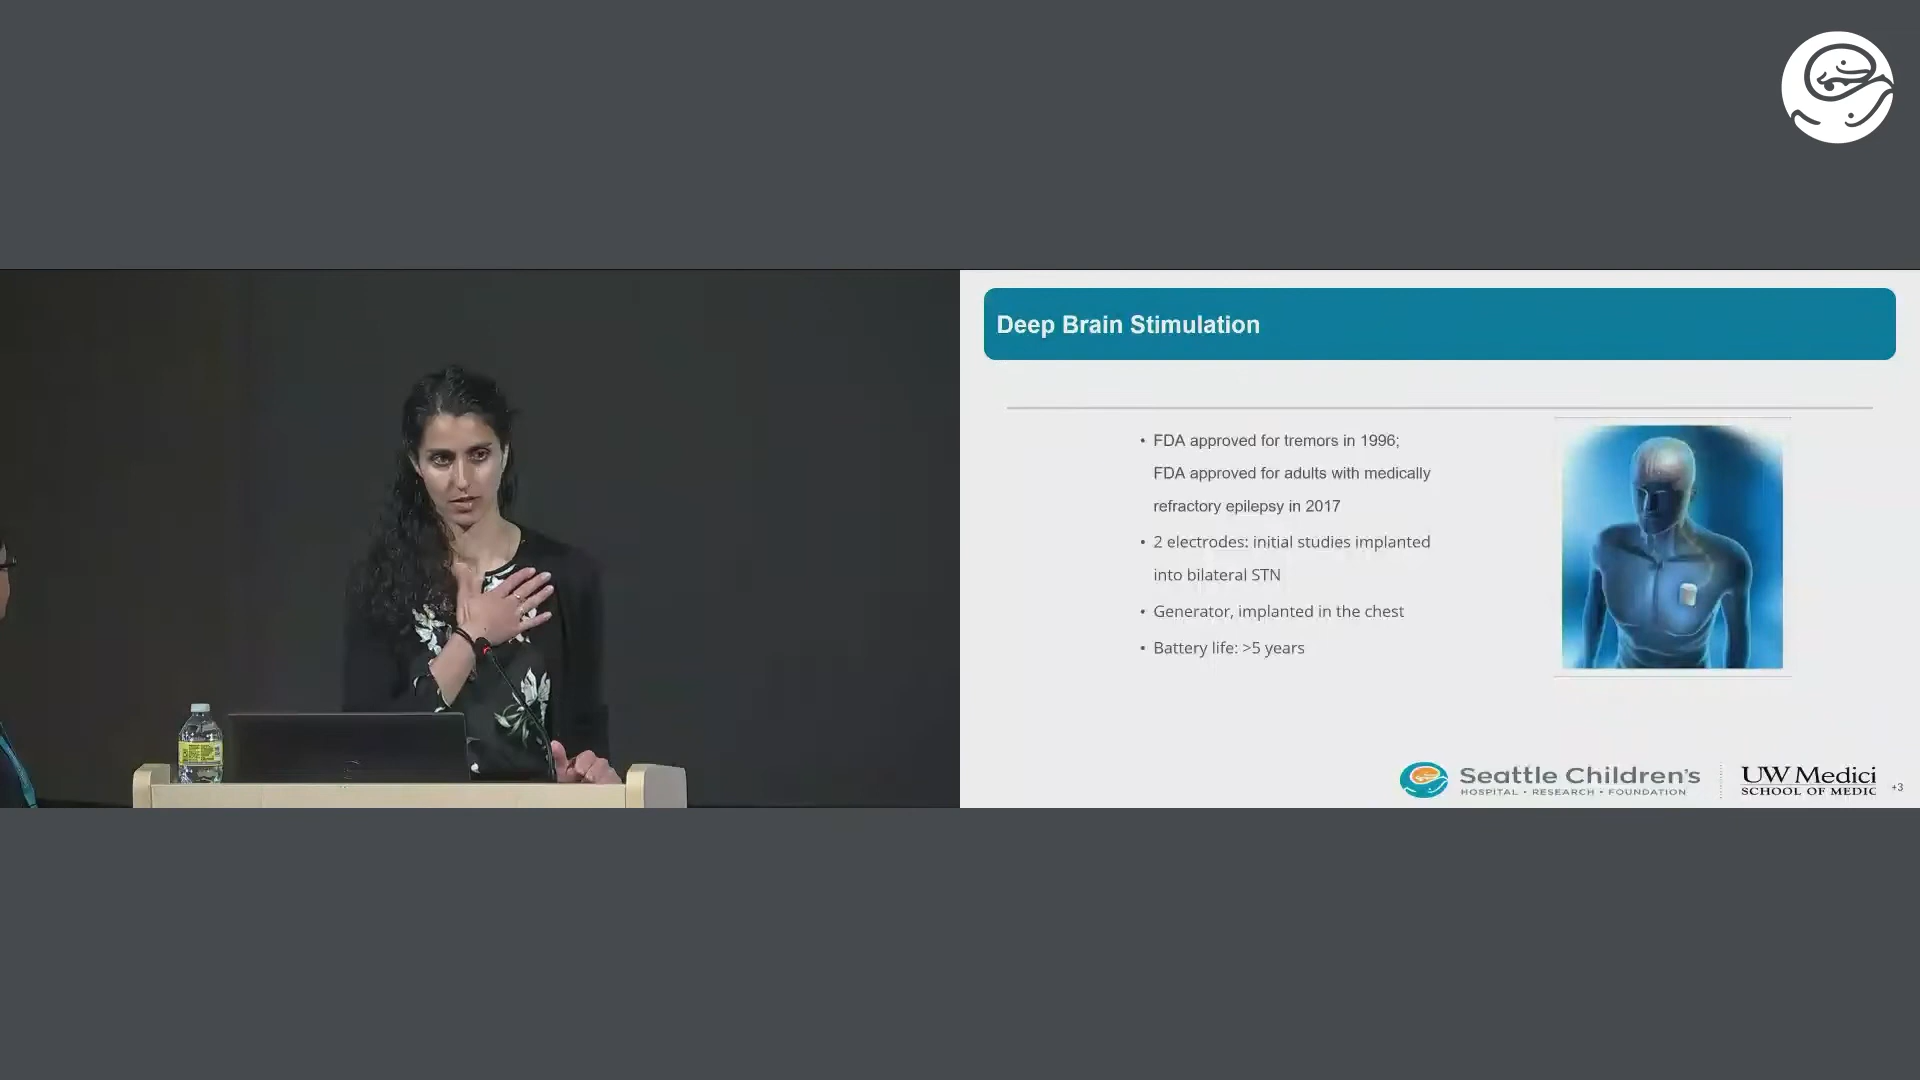 Deep Brain Stimulation
• FDA approved for tremors in 1996;
FDA approved for adults with medically
refractory epilepsy in 2017
• 2 electrodes: initial studies implanted
into bilateral STN
• Generator, implanted in the chest
• Battery life: >5 years
Seattle Children's
HOSPITAL • RESEARCH • FOUNDATION
UW Medici
SCHOOL OF MEDIC
+3